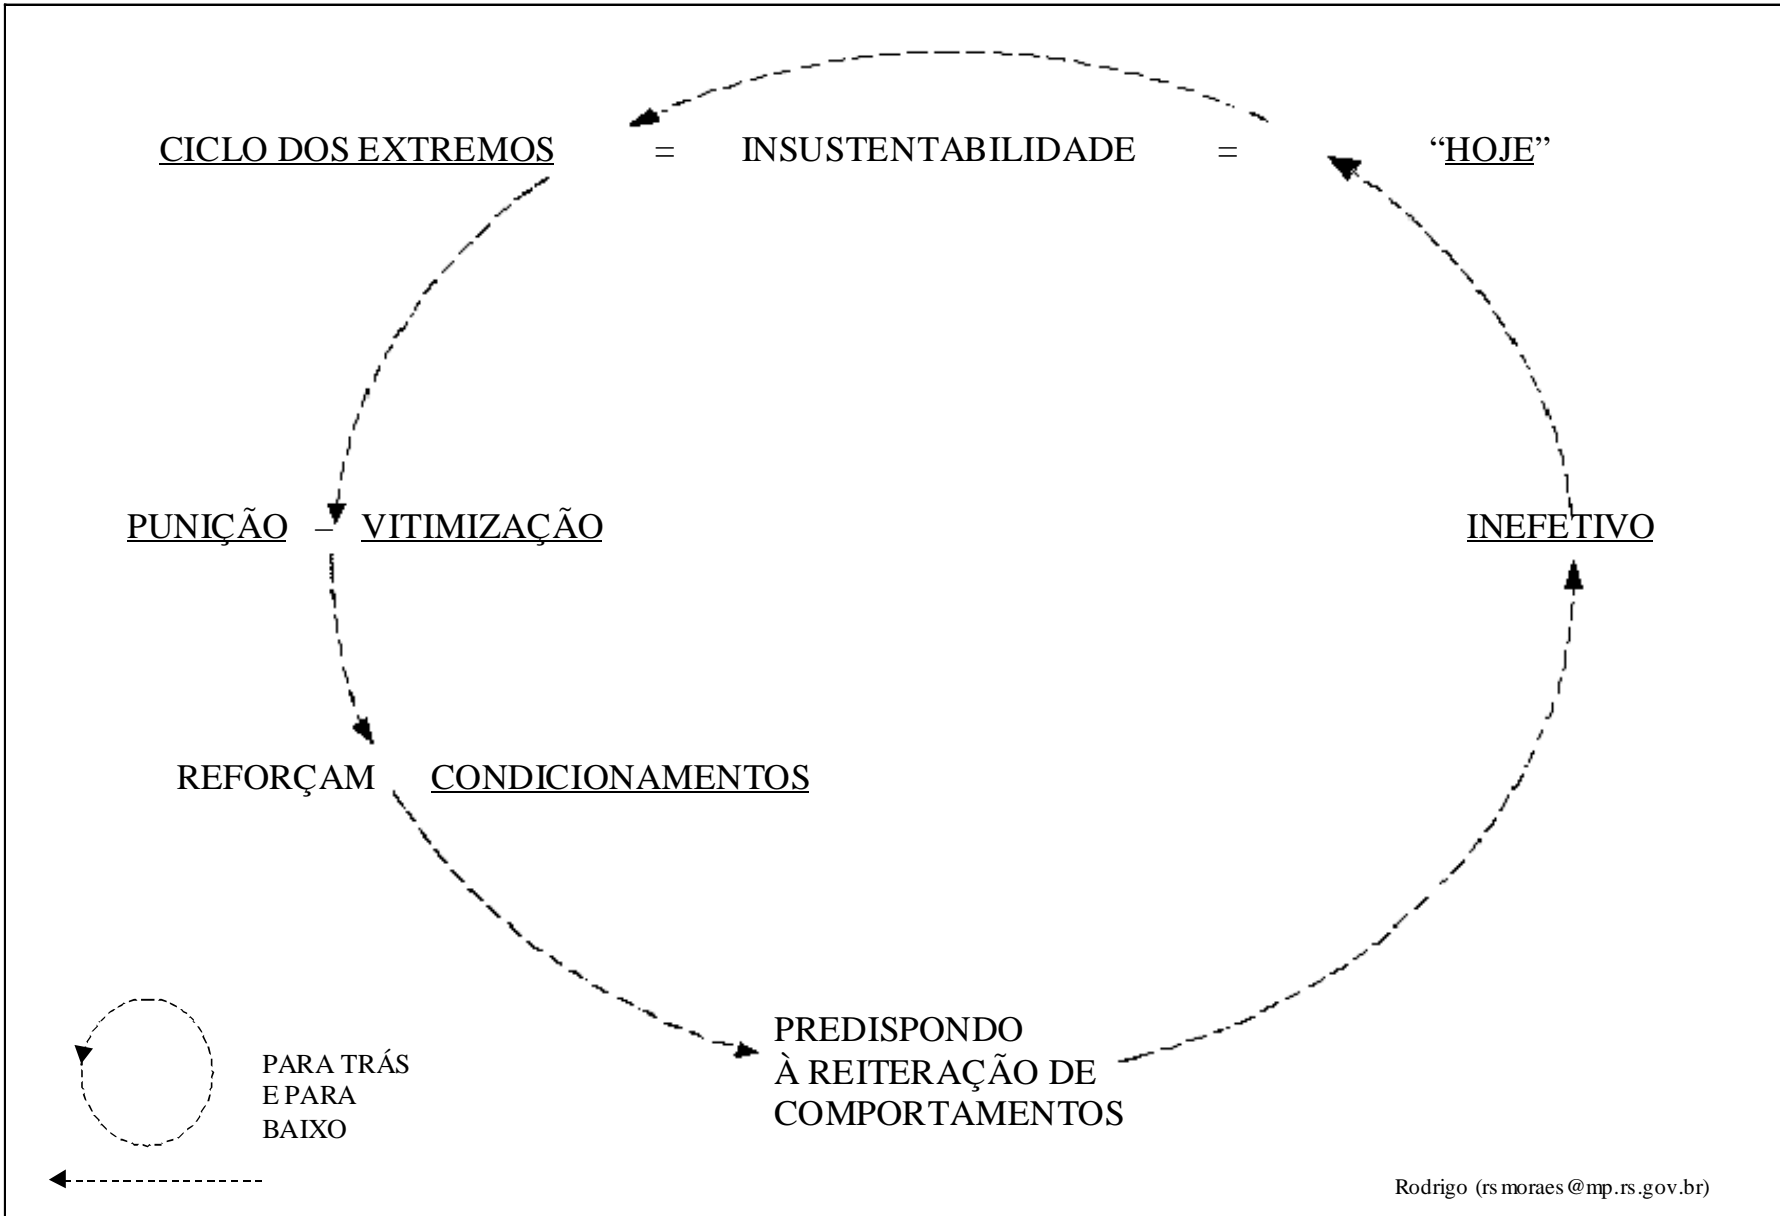 CICLO DOS EXTREMOS = INSUSTENTABILIDADE = “HOJE”
PUNIÇÃO – VITIMIZAÇÃO
INEFETIVO
REFORÇAM CONDICIONAMENTOS
PREDISPONDO
À REITERAÇÃO DE
COMPORTAMENTOS
PARA TRÁS
E PARA
BAIXO
Rodrigo (rsmoraes@mp.rs.gov.br)